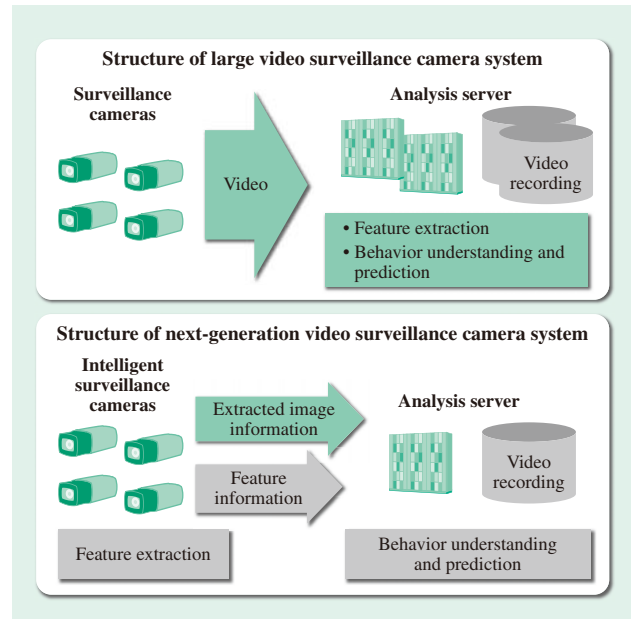 Structure of large video surveillance camera system
Surveillance
cameras
Video
Analysis server
Video
recording
• Feature extraction
• Behavior understanding and
prediction
Structure of next-generation video surveillance camera system
Intelligent
surveillance
cameras
Extracted image
information
Feature
information
Analysis server
Video
recording
Feature extraction
Behavior understanding
and prediction